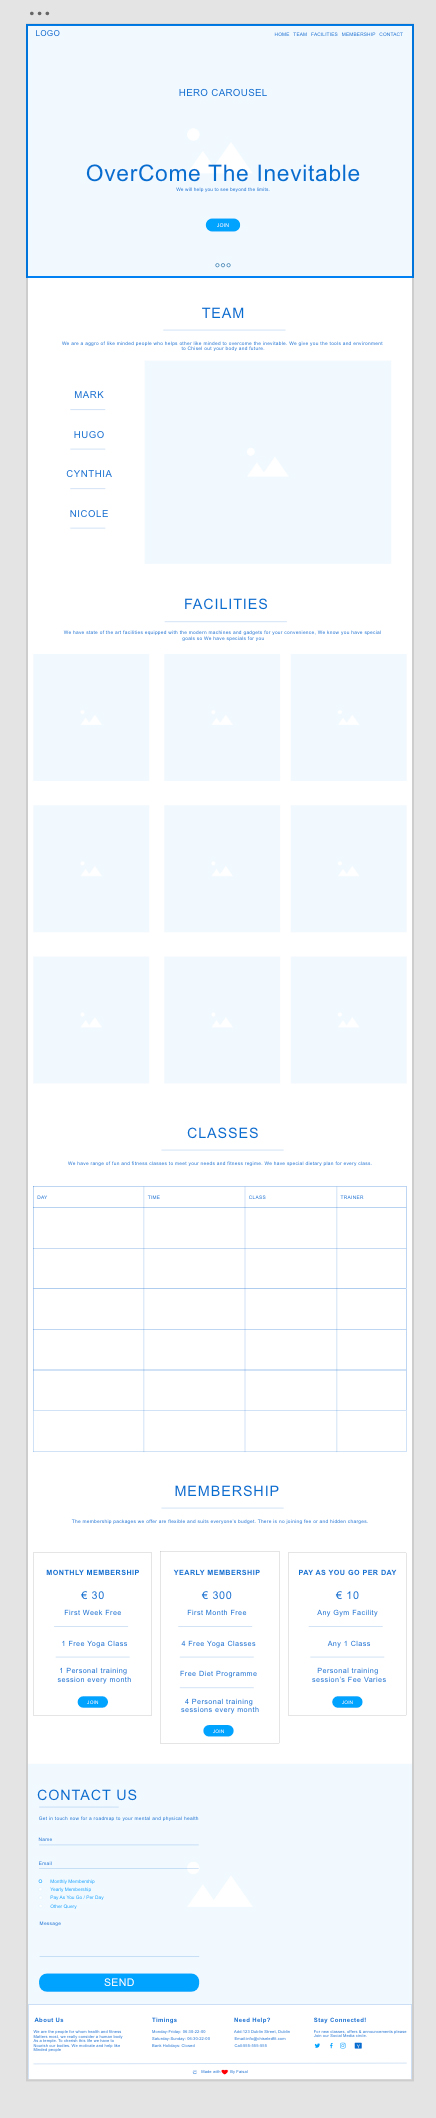 LOGO
HOME TEAM FACILITIES MEMBERSHIP CONTACT
HERO CAROUSEL
OverCome The Inevitable
We will help you to see beyond the limits.
JOIN
TEAM
We are a aggro of like minded people who helps other like minded to overcome the inevitable. We give you the tools and environment
to Chisel out your body and future.
MARK
HUGO
CYNTHIA
NICOLE
FACILITIES
We have state of the art facilities equipped with the modern machines and gadgets for your convenience. We know you have special
goals so We have specials for you
CLASSES
We have range of fun and fitness classes to meet your needs and fitness regime. We have special dietary plan for every class.
DAY TIME CLASS TRAINER
MEMBERSHIP
The membership packages we offer are flexible and suits everyone's budget. There is no joining fee or and hidden charges.
MONTHLY MEMBERSHIP
€ 30
First Week Free
1 Free Yoga Class
1 Personal training
session every month
JOIN
YEARLY MEMBERSHIP
€ 300
First Month Free
4 Free Yoga Classes
Free Diet Programme
4 Personal training
sessions every month
JOIN
PAY AS YOU GO PER DAY
€ 10
Any Gym Facility
Any 1 Class
Personal training
session's Fee Varies
JOIN
CONTACT US
Get in touch now for a roadmap to your mental and physical health
Name
Email
Monthly Membership
Yearly Membership
Pay As You Go / Per Day
Other Query
Message
SEND
About Us
We are the people for whom health and fitness
Matters most, we really consider a human body
As a temple. To cherish this life we have to
Nourish our bodies. We motivate and help like
Minded people
Timings
Monday-Friday: 06:00-22:00
Saturday-Sunday: 08:00-22:00
Bank Holidays: Closed
Need Help?
Add:123 Dublin Street, Dublin
Stay Connected!
For new classes, offers & announcements please
Join our Social Media circle.
Made with By Faisal